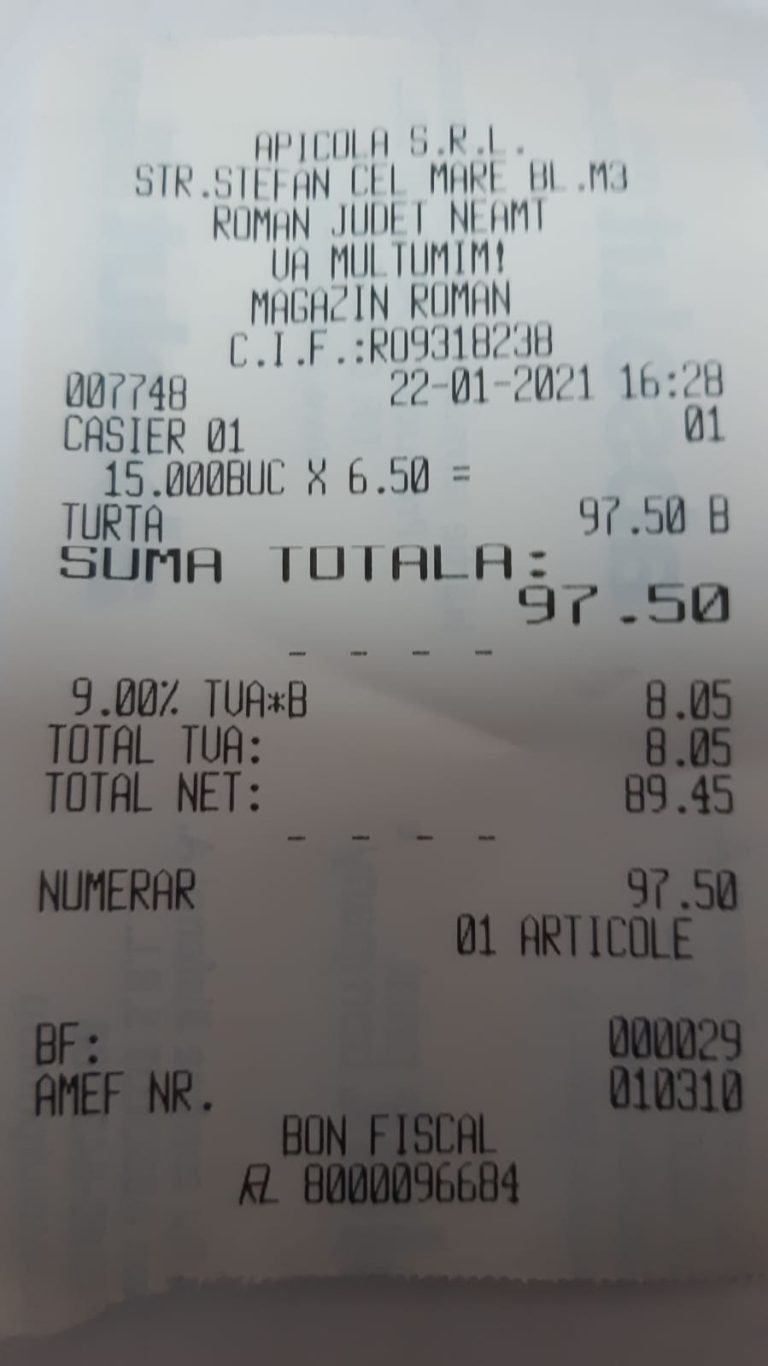 APICOLA S.R.L.
STR.STEFAN CEL MARE BL.M3
ROMAN JUDET NEAMT
VA MULTUMIM!
MAGAZIN ROMAN
C.I.F.:RO9318238
007748 22-01-2021 16:28
CASIER 01 01
15.000BUC X 6.50 =
TURTA 97.50 B
SUMA TOTALA:
97.50
- - - -
9.00% TVA*B 8.05
TOTAL TVA: 8.05
TOTAL NET: 89.45
- - - -
NUMERAR 97.50
01 ARTICOLE
BF: 000029
AMEF NR. 010310
BON FISCAL
8000096684